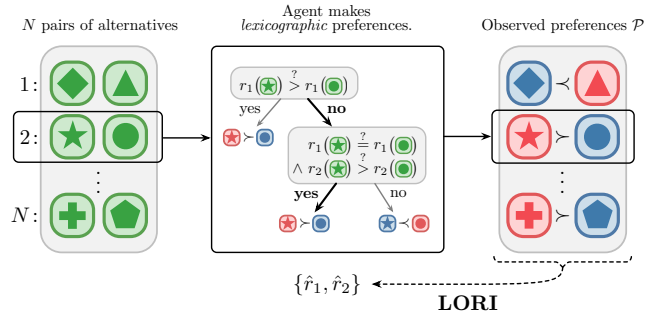 N pairs of alternatives
Agent makes
lexicographic preferences.
Observed preferences 𝒫
1:
2:
⋮
N:
r₁(★) >? r₁(●)
yes
no
★ ≻ ●
r₁(★) =? r₁(●)
∧ r₂(★) >? r₂(●)
yes
no
★ ≻ ●
★ ≺ ●
◆ ≺ ▲
★ ≻ ●
⋮
✚ ≻ ⬟
{r̂₁, r̂₂}
LORI